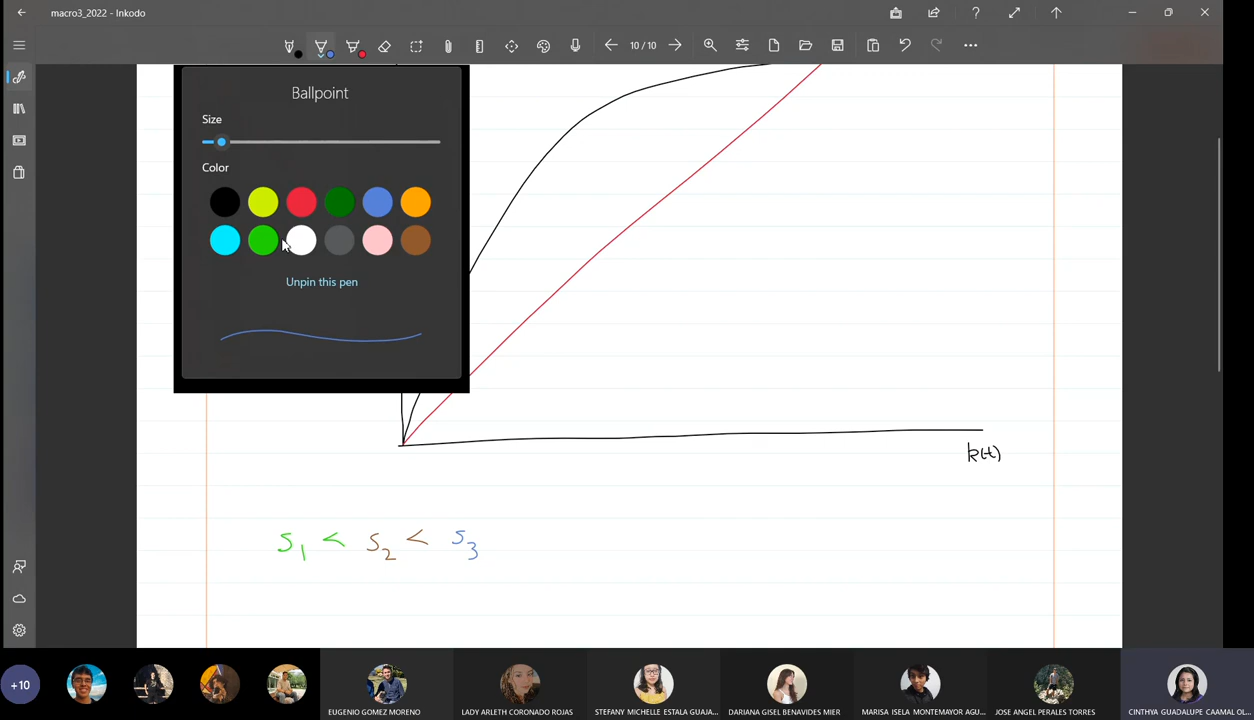 macro3_2022 - Inkodo
10 / 10
Ballpoint
Size
Color
Unpin this pen
k(t)
s1 < s2 < s3
+10
EUGENIO GOMEZ MORENO
LADY ARLETH CORONADO ROJAS
STEFANY MICHELLE ESTALA GUAJA...
DARIANA GISEL BENAVIDES MIER
MARISA ISELA MONTEMAYOR AGU...
JOSE ANGEL PERALES TORRES
CINTHYA GUADALUPE CAAMAL OL...